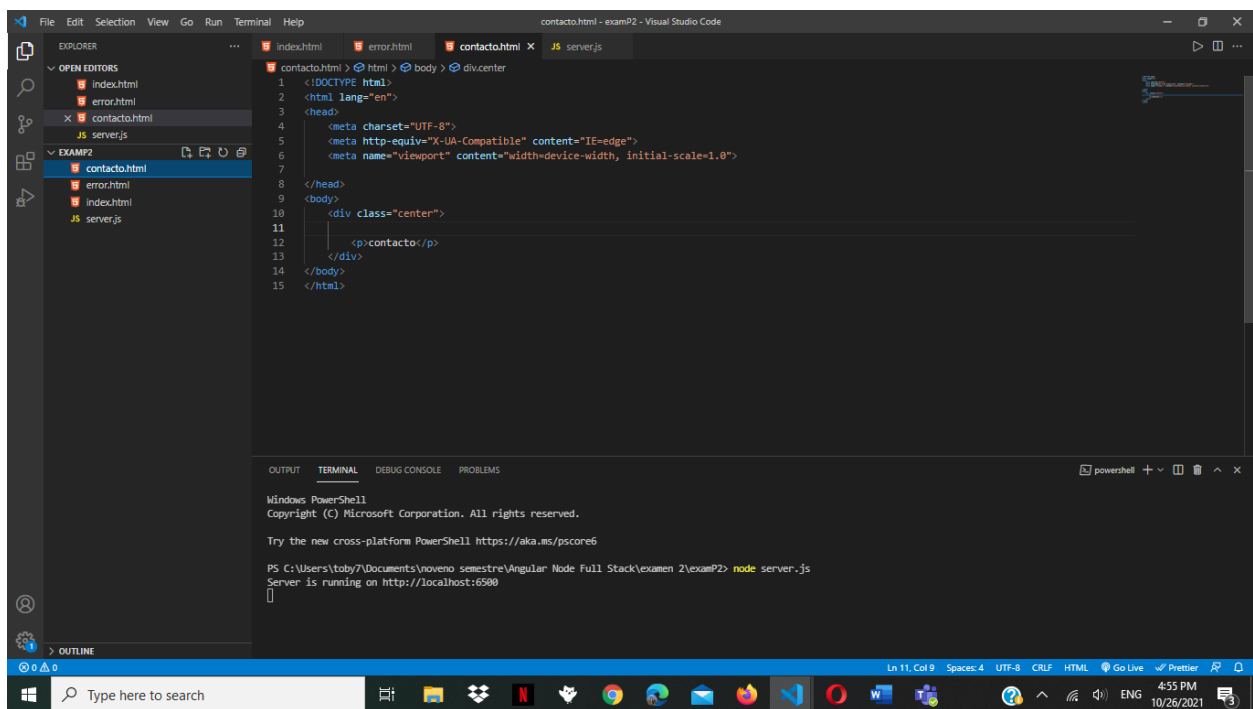 File Edit Selection View Go Run Terminal Help contacto.html - examP2 - Visual Studio Code
EXPLORER ···
index.html error.html contacto.html JS server.js
OPEN EDITORS
index.html
error.html
contacto.html
JS server.js
EXAMP2
contacto.html
error.html
index.html
JS server.js
OUTLINE
contacto.html > html > body > div.center
1 <!DOCTYPE html>
2 <html lang="en">
3 <head>
4 <meta charset="UTF-8">
5 <meta http-equiv="X-UA-Compatible" content="IE=edge">
6 <meta name="viewport" content="width=device-width, initial-scale=1.0">
7
8 </head>
9 <body>
10 <div class="center">
11
12 <p>contacto</p>
13 </div>
14 </body>
15 </html>
OUTPUT TERMINAL DEBUG CONSOLE PROBLEMS powershell
Windows PowerShell
Copyright (C) Microsoft Corporation. All rights reserved.
Try the new cross-platform PowerShell https://aka.ms/pscore6
PS C:\Users\toby7\Documents\noveno semestre\Angular Node Full Stack\examen 2\examP2> node server.js
Server is running on http://localhost:6500
1
0 0 Ln 11, Col 9 Spaces: 4 UTF-8 CRLF HTML Go Live Prettier
Type here to search N W ENG 4:55 PM
10/26/2021 3